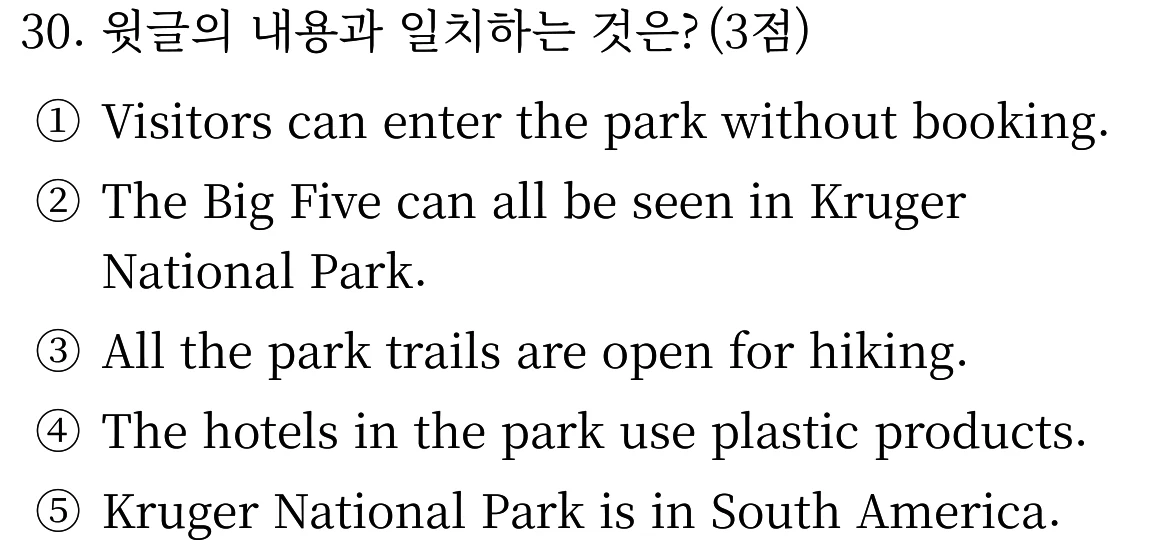 30. 윗글의 내용과 일치하는 것은? (3점)
① Visitors can enter the park without booking.
② The Big Five can all be seen in Kruger
National Park.
③ All the park trails are open for hiking.
④ The hotels in the park use plastic products.
⑤ Kruger National Park is in South America.